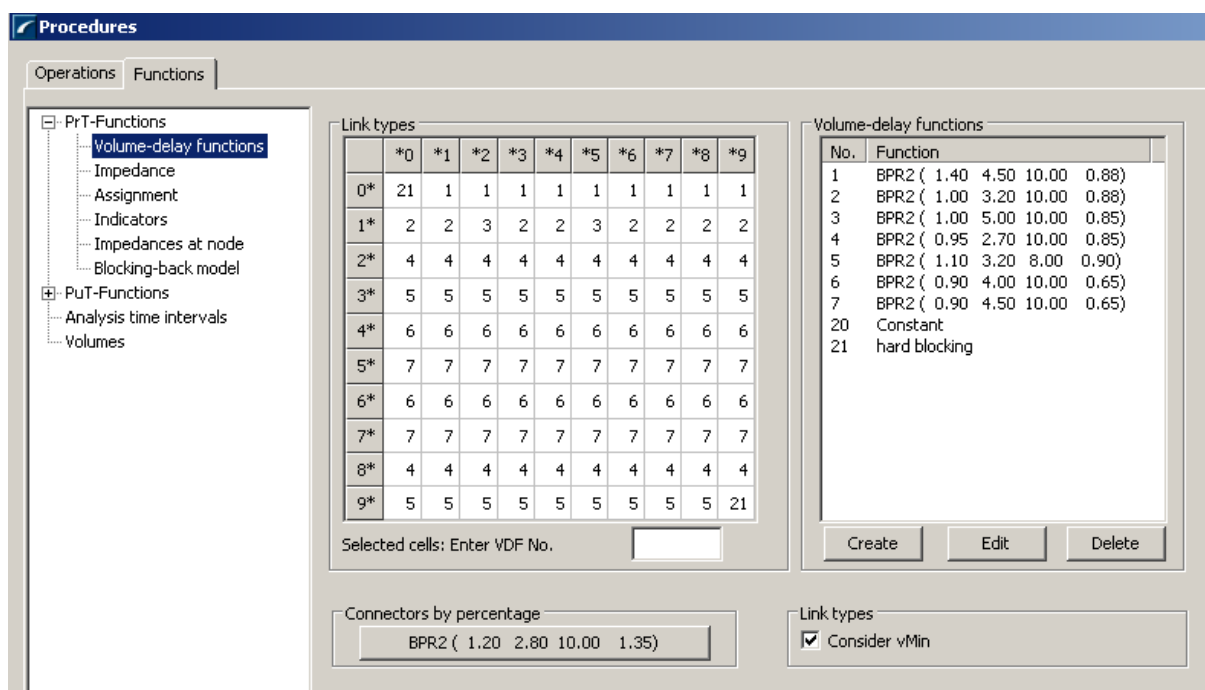 Procedures
Operations Functions
PrT-Functions
Volume-delay functions
Impedance
Assignment
Indicators
Impedances at node
Blocking-back model
PuT-Functions
Analysis time intervals
Volumes
Link types
*0 *1 *2 *3 *4 *5 *6 *7 *8 *9
0* 21 1 1 1 1 1 1 1 1 1
1* 2 2 3 2 2 3 2 2 2 2
2* 4 4 4 4 4 4 4 4 4 4
3* 5 5 5 5 5 5 5 5 5 5
4* 6 6 6 6 6 6 6 6 6 6
5* 7 7 7 7 7 7 7 7 7 7
6* 6 6 6 6 6 6 6 6 6 6
7* 7 7 7 7 7 7 7 7 7 7
8* 4 4 4 4 4 4 4 4 4 4
9* 5 5 5 5 5 5 5 5 5 21
Selected cells: Enter VDF No.
Volume-delay functions
No. Function
1 BPR2 ( 1.40 4.50 10.00 0.88)
2 BPR2 ( 1.00 3.20 10.00 0.88)
3 BPR2 ( 1.00 5.00 10.00 0.85)
4 BPR2 ( 0.95 2.70 10.00 0.85)
5 BPR2 ( 1.10 3.20 8.00 0.90)
6 BPR2 ( 0.90 4.00 10.00 0.65)
7 BPR2 ( 0.90 4.50 10.00 0.65)
20 Constant
21 hard blocking
Create Edit Delete
Connectors by percentage
BPR2 ( 1.20 2.80 10.00 1.35)
Link types
Consider vMin